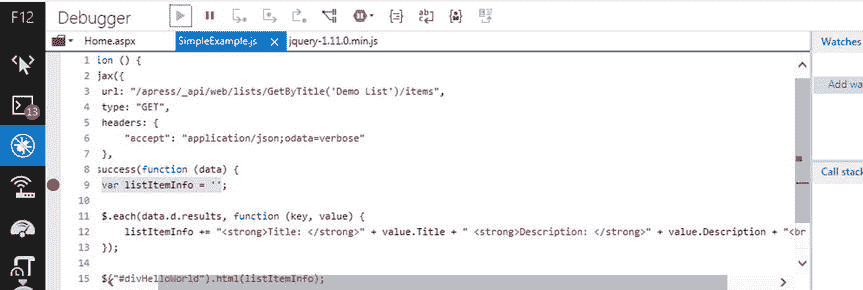 F12 Debugger
Home.aspx SimpleExample.js × jquery-1.11.0.min.js Watches
1 ion () {
2 jax({
3 url: "/apress/_api/web/lists/GetByTitle('Demo List')/items",
4 type: "GET",
5 headers: {
6 "accept": "application/json;odata=verbose"
7 },
8 success(function (data) {
9 var listItemInfo = '';
10
11 $.each(data.d.results, function (key, value) {
12 listItemInfo += "<strong>Title: </strong>" + value.Title + " <strong>Description: </strong>" + value.Description + "<br
13 });
14
15 $("#divHelloWorld").html(listItemInfo);
13
Add wa
Call stack